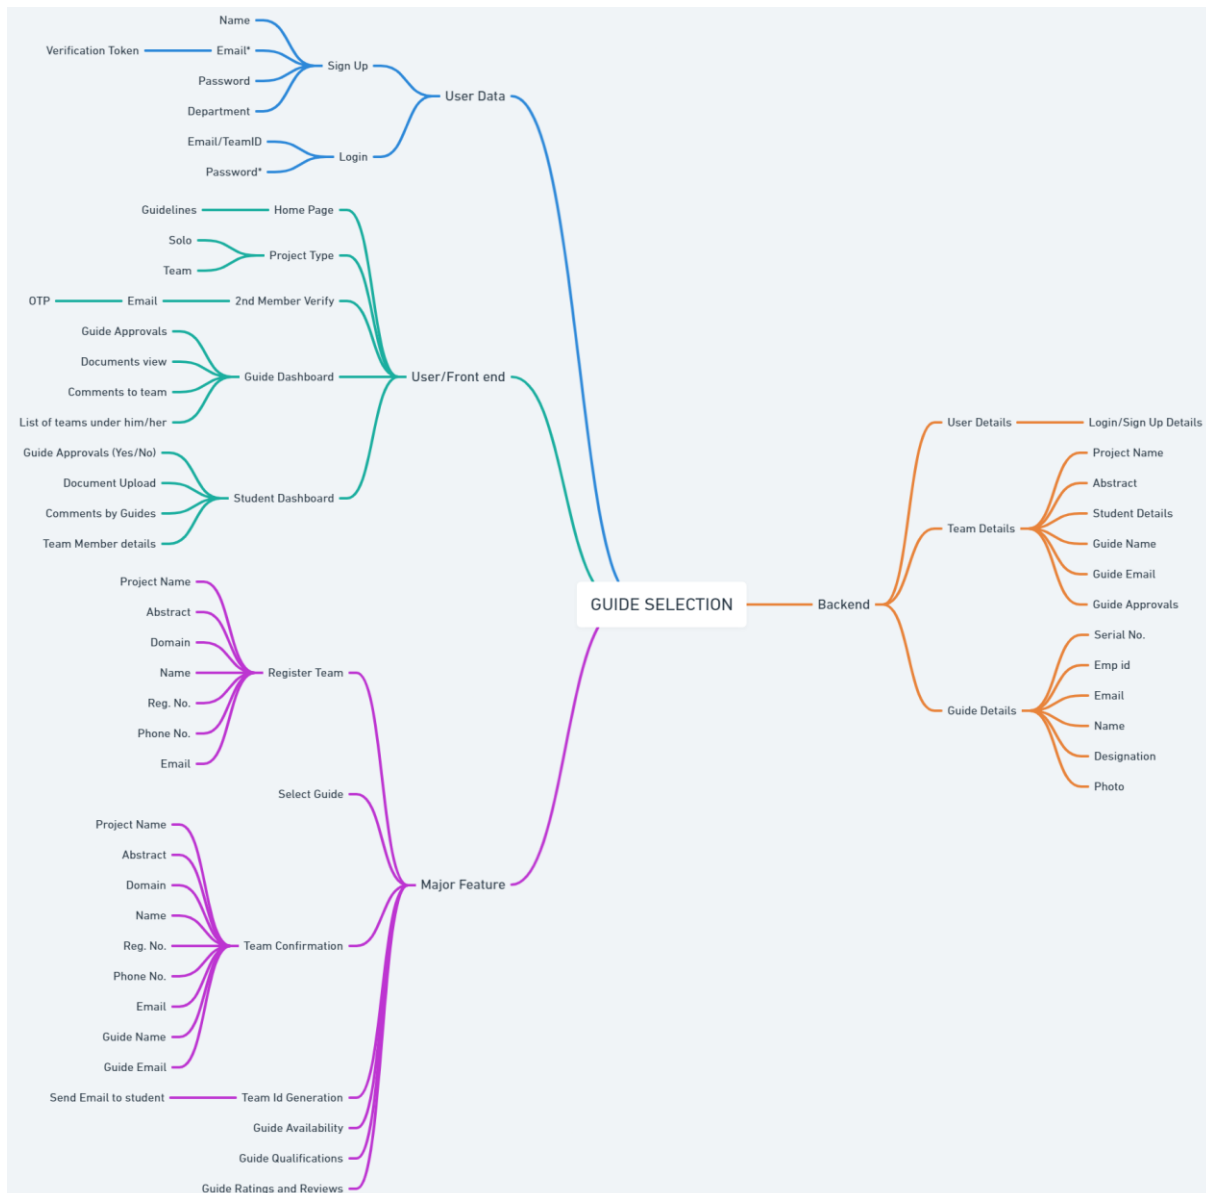 Name
Verification Token
Email*
Password
Department
Sign Up
Email/TeamID
Password*
Login
User Data
Guidelines
Home Page
Solo
Team
Project Type
OTP
Email
2nd Member Verify
Guide Approvals
Documents view
Comments to team
List of teams under him/her
Guide Dashboard
Guide Approvals (Yes/No)
Document Upload
Comments by Guides
Team Member details
Student Dashboard
User/Front end
Project Name
Abstract
Domain
Name
Reg. No.
Phone No.
Email
Register Team
Select Guide
Project Name
Abstract
Domain
Name
Reg. No.
Phone No.
Email
Guide Name
Guide Email
Team Confirmation
Send Email to student
Team Id Generation
Guide Availability
Guide Qualifications
Guide Ratings and Reviews
Major Feature
GUIDE SELECTION
Backend
User Details
Login/Sign Up Details
Team Details
Project Name
Abstract
Student Details
Guide Name
Guide Email
Guide Approvals
Guide Details
Serial No.
Emp id
Email
Name
Designation
Photo